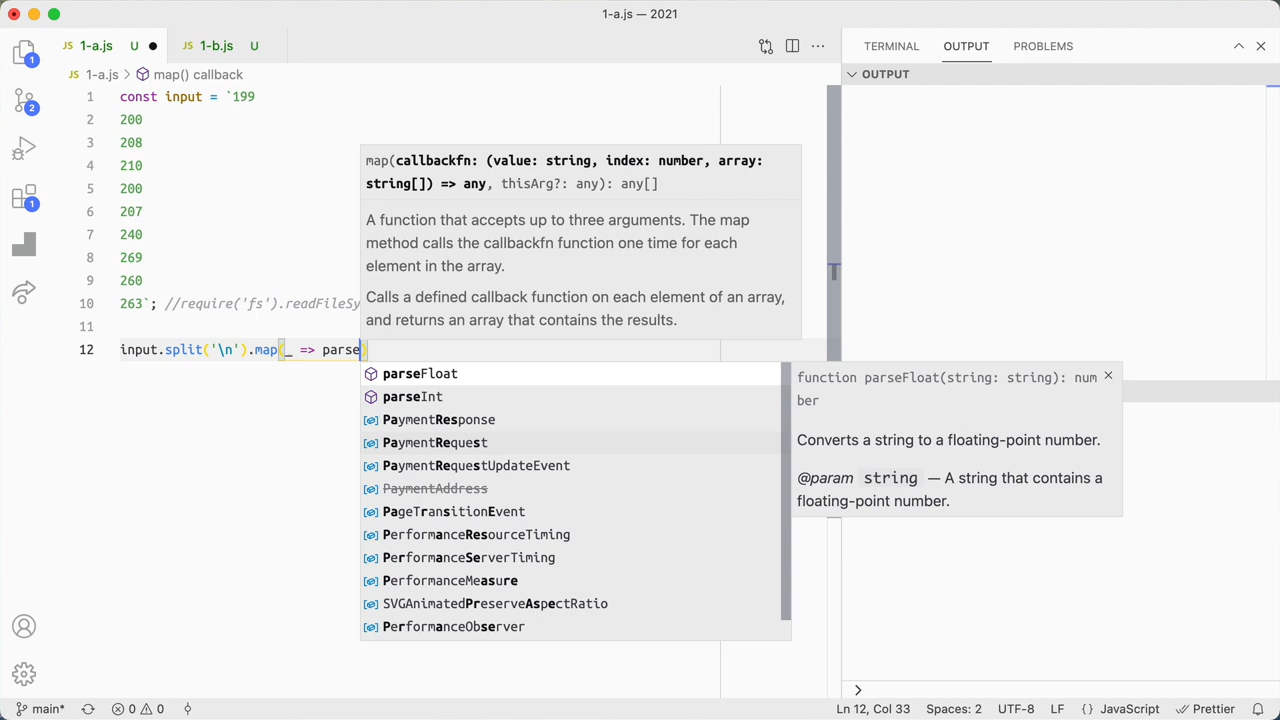 1-a.js — 2021
1
2
1
JS 1-a.js U
JS 1-b.js U
TERMINAL OUTPUT PROBLEMS
JS 1-a.js > map() callback
OUTPUT
1 const input = `199
2 200
3 208
4 210
5 200
6 207
7 240
8 269
9 260
10 263`; //require('fs').readFileSy
11
12 input.split('\n').map(_ => parse)
map(callbackfn: (value: string, index: number, array:
string[]) => any, thisArg?: any): any[]
A function that accepts up to three arguments. The map
method calls the callbackfn function one time for each
element in the array.
Calls a defined callback function on each element of an array,
and returns an array that contains the results.
parseFloat
parseInt
PaymentResponse
PaymentRequest
PaymentRequestUpdateEvent
PaymentAddress
PageTransitionEvent
PerformanceResourceTiming
PerformanceServerTiming
PerformanceMeasure
SVGAnimatedPreserveAspectRatio
PerformanceObserver
function parseFloat(string: string): num
ber
Converts a string to a floating-point number.
@param string — A string that contains a
floating-point number.
main* 0 0 Ln 12, Col 33 Spaces: 2 UTF-8 LF {} JavaScript Prettier